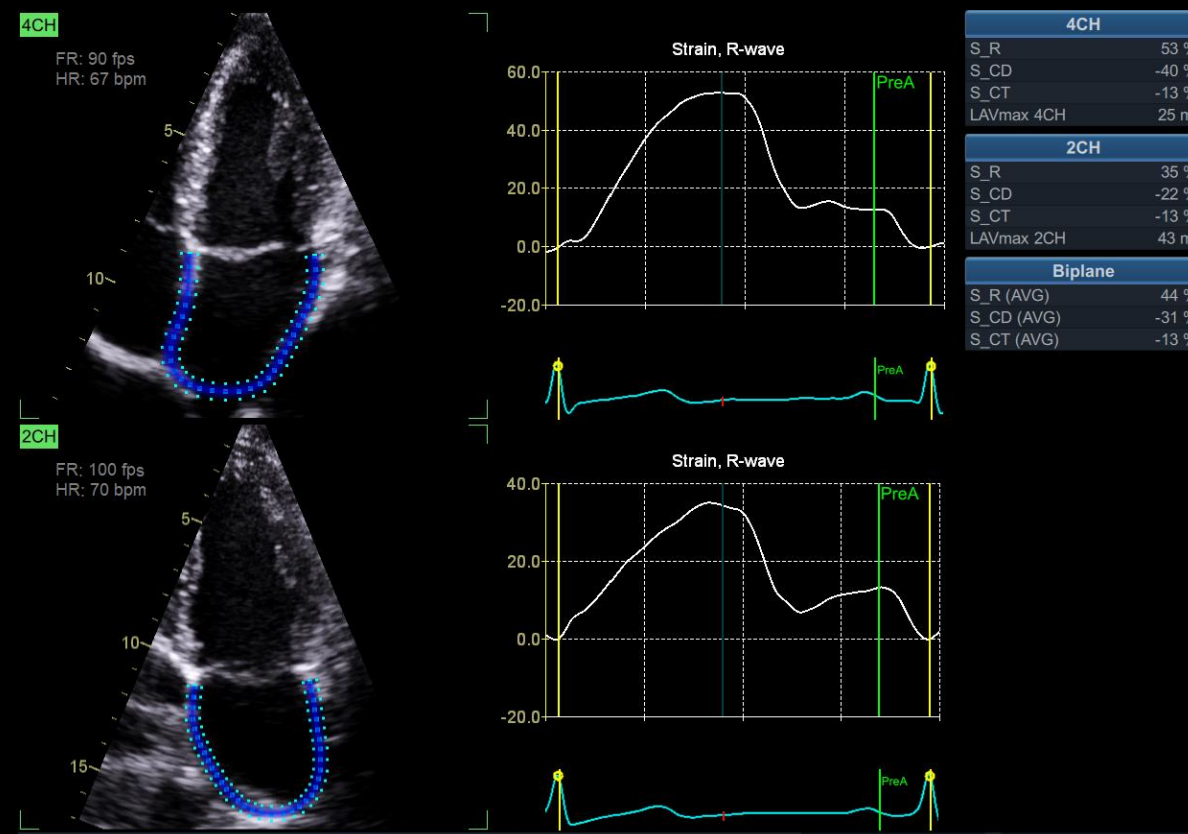 4CH
FR: 90 fps
HR: 67 bpm
5
10
Strain, R-wave
60.0
40.0
20.0
0.0
-20.0
PreA
PreA
4CH
S_R 53 %
S_CD -40 %
S_CT -13 %
LAVmax 4CH 25 m
2CH
S_R 35 %
S_CD -22 %
S_CT -13 %
LAVmax 2CH 43 m
Biplane
S_R (AVG) 44 %
S_CD (AVG) -31 %
S_CT (AVG) -13 %
2CH
FR: 100 fps
HR: 70 bpm
5
10
15
Strain, R-wave
40.0
20.0
0.0
-20.0
PreA
PreA